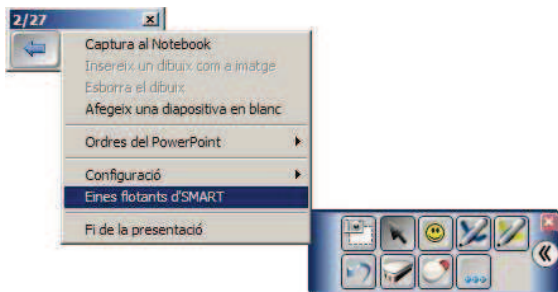 2/27
Captura al Notebook
Insereix un dibuix com a imatge
Esborra el dibuix
Afegeix una diapositiva en blanc
Ordres del PowerPoint
Configuració
Eines flotants d'SMART
Fi de la presentació